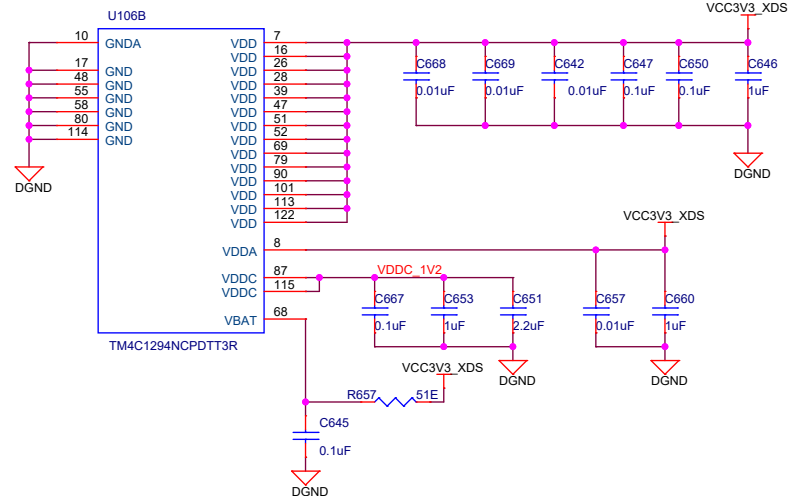 VCC3V3_XDS
U106B
10 GNDA VDD 7
VDD 16
17 GND VDD 26
48 GND VDD 28
55 GND VDD 39
58 GND VDD 47
80 GND VDD 51
114 GND VDD 52
VDD 69
VDD 79
VDD 90
VDD 101
VDD 113
VDD 122
C668 C669 C642 C647 C650 C646
0.01uF 0.01uF 0.01uF 0.1uF 0.1uF 1uF
DGND
DGND
VCC3V3_XDS
VDDA 8
VDDC 87 VDDC_1V2
VDDC 115
C667 C653 C651 C657 C660
0.1uF 1uF 2.2uF 0.01uF 1uF
VBAT 68
TM4C1294NCPDTT3R
VCC3V3_XDS
DGND
DGND
R657 51E
C645
0.1uF
DGND